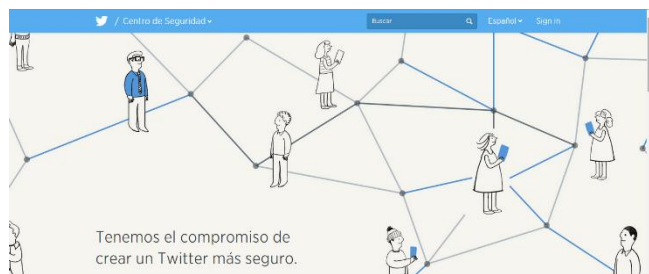 / Centro de Seguridad Buscar Español Sign in
Tenemos el compromiso de
crear un Twitter más seguro.